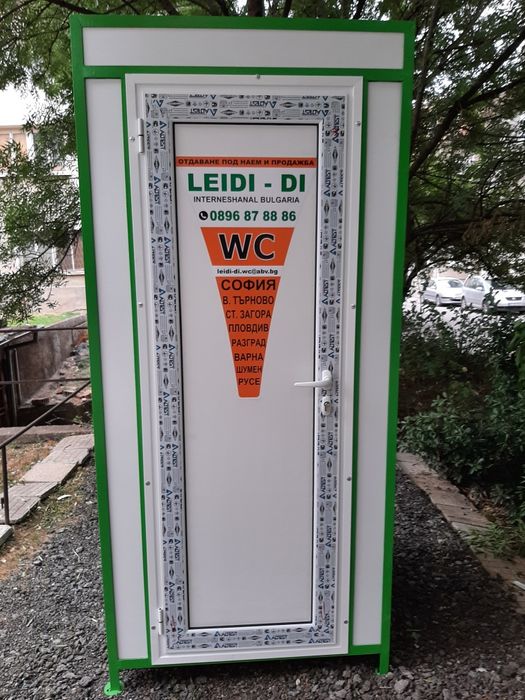 ОТДАВАНЕ ПОД НАЕМ И ПРОДАЖБА
LEIDI - DI
INTERNESHANAL BULGARIA
0896 87 88 86
WC
leidi-di.wc@abv.bg
СОФИЯ
В. ТЪРНОВО
СТ. ЗАГОРА
ПЛОВДИВ
РАЗГРАД
ВАРНА
ШУМЕН
РУСЕ